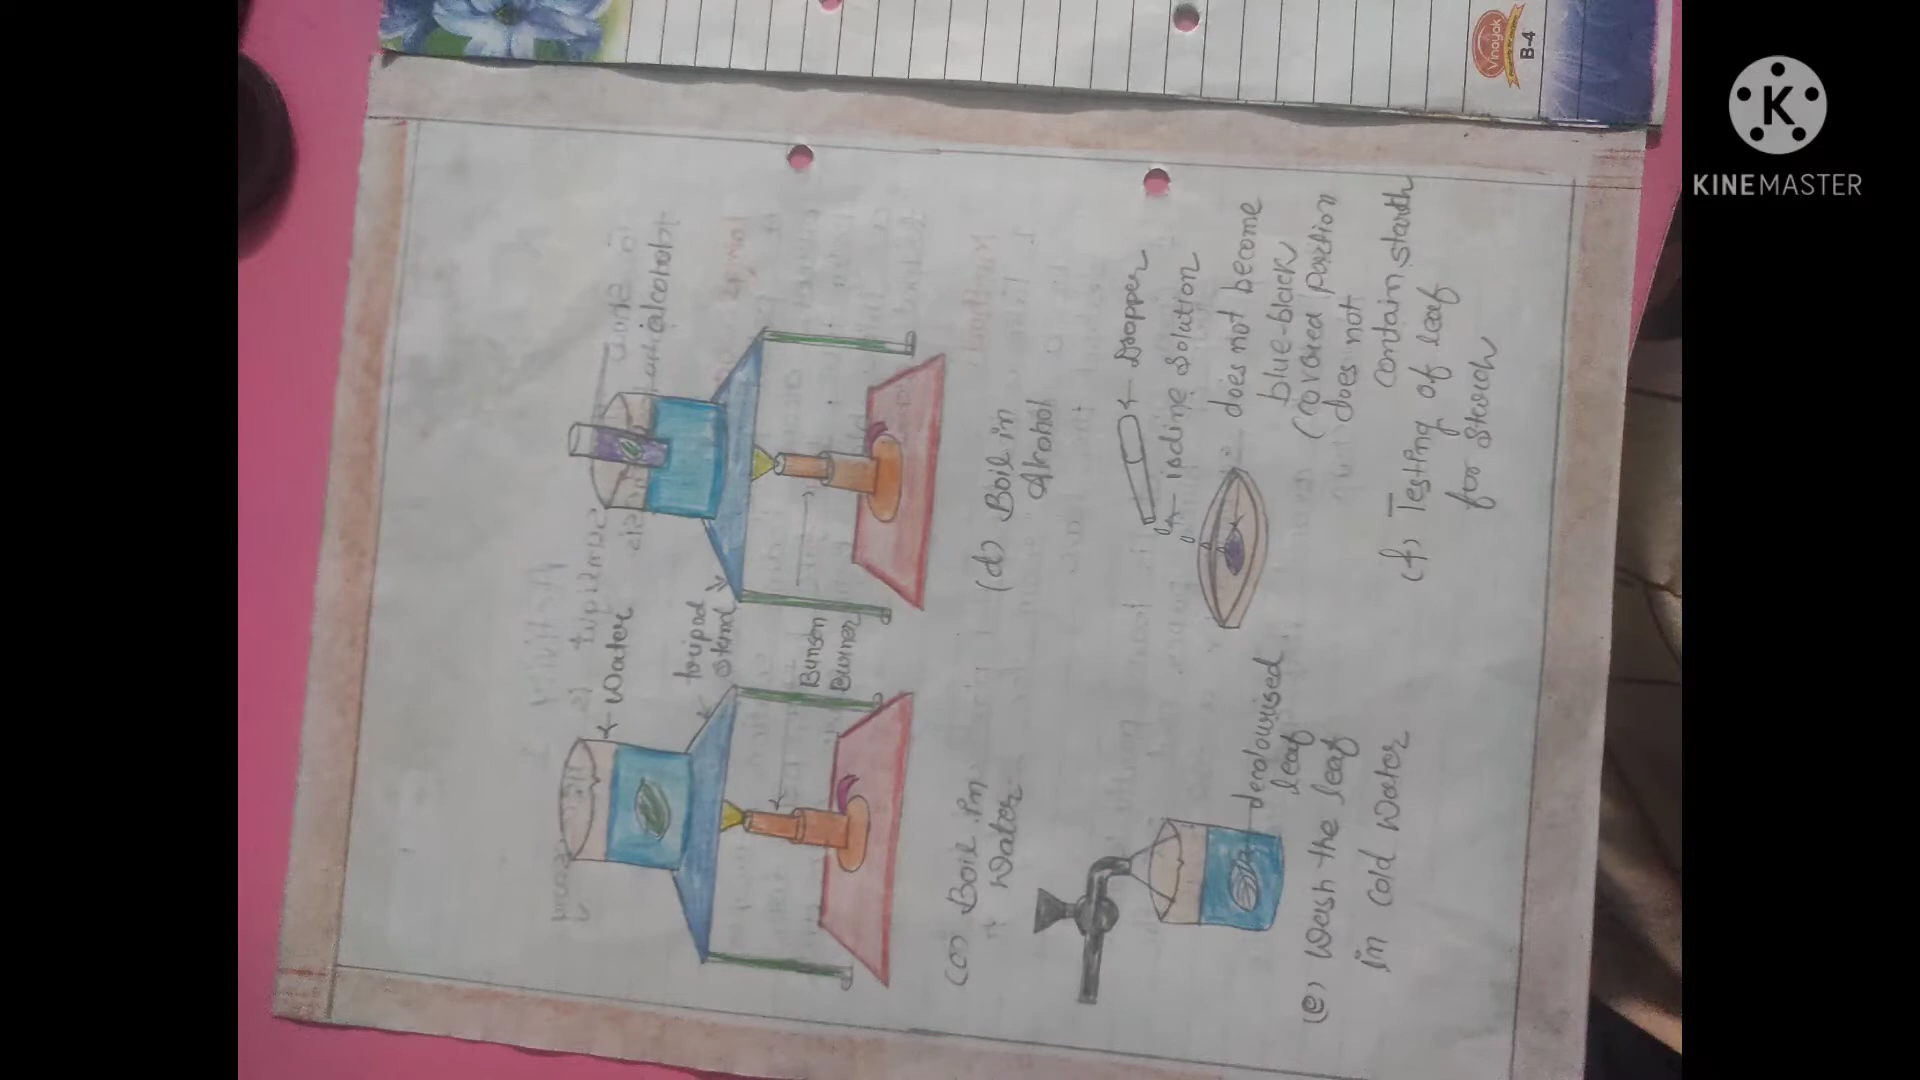 Vinayak
B-4
KINEMASTER
alcohol
← Water
tripod
stand
Bunsen
Burner
Boil in
Water
(d) Boil in
Alcohol
← Dropper
iodine Solution
does not become
blue-black
(covered portion
does not
contain starch
decolourised
leaf
(e) Wash the leaf
in Cold Water
(f) Testing of leaf
for Starch